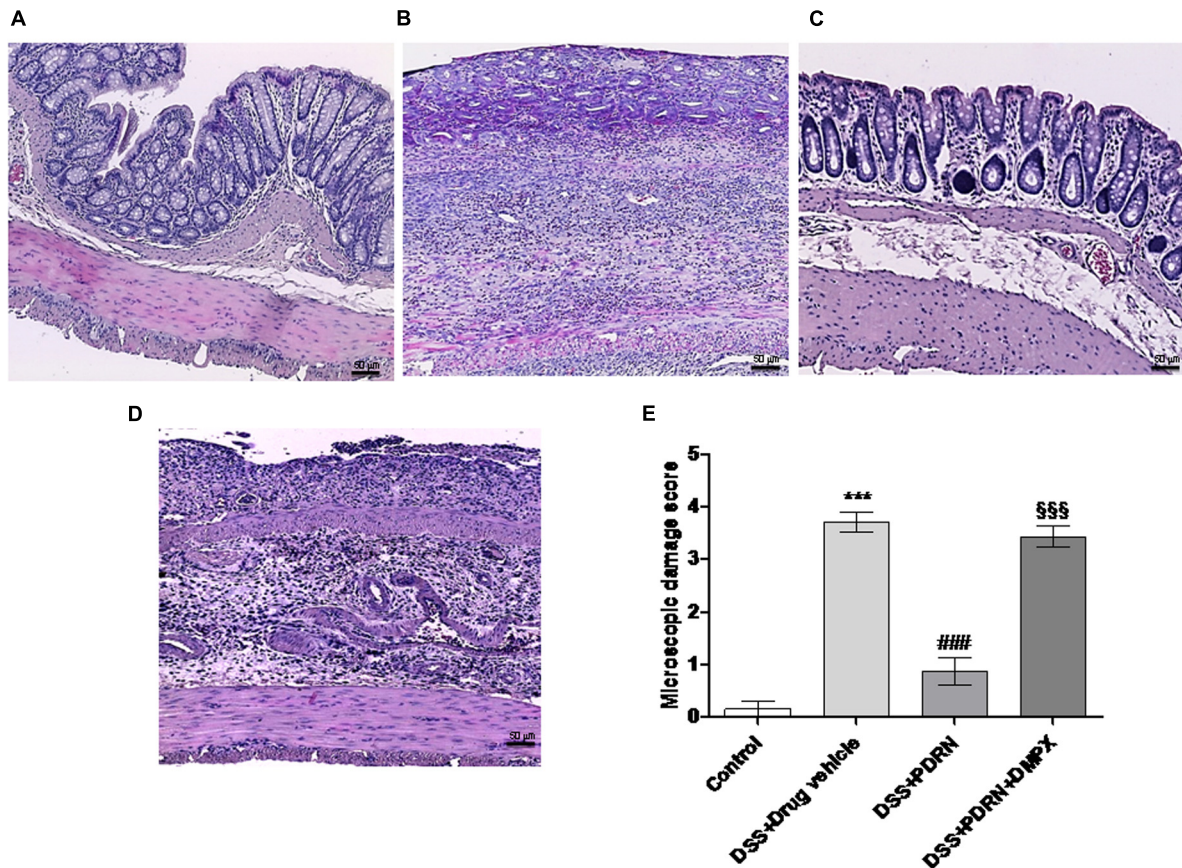 A
B
C
50 µm
50 µm
50 µm
D
E
50 µm
Microscopic damage score
5
4
3
2
1
0
***
###
§§§
Control
DSS+Drug vehicle
DSS+PDRN
DSS+PDRN+DMPX